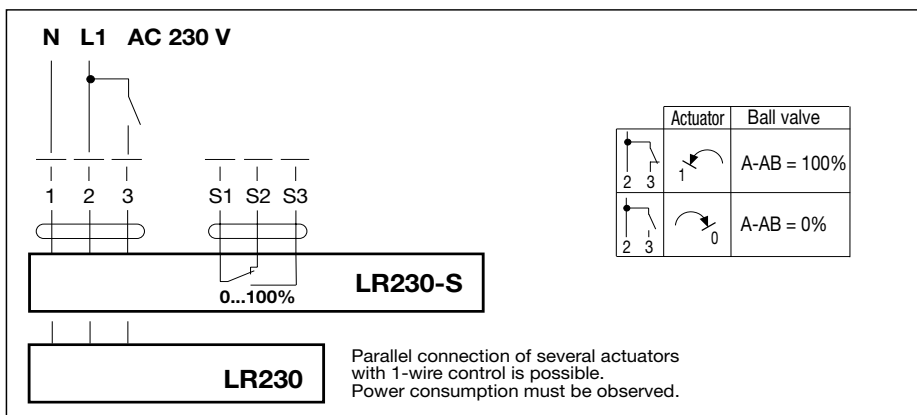 N L1 AC 230 V
1 2 3 S1 S2 S3
0...100%
LR230-S
LR230
Parallel connection of several actuators
with 1-wire control is possible.
Power consumption must be observed.
Actuator Ball valve
2 3 1 A-AB = 100%
2 3 0 A-AB = 0%